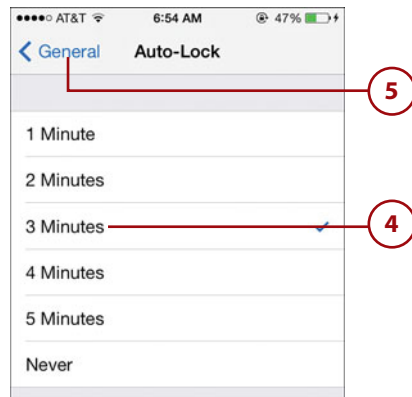 AT&T 6:54 AM 47%
General Auto-Lock
5
1 Minute
2 Minutes
3 Minutes
4
4 Minutes
5 Minutes
Never